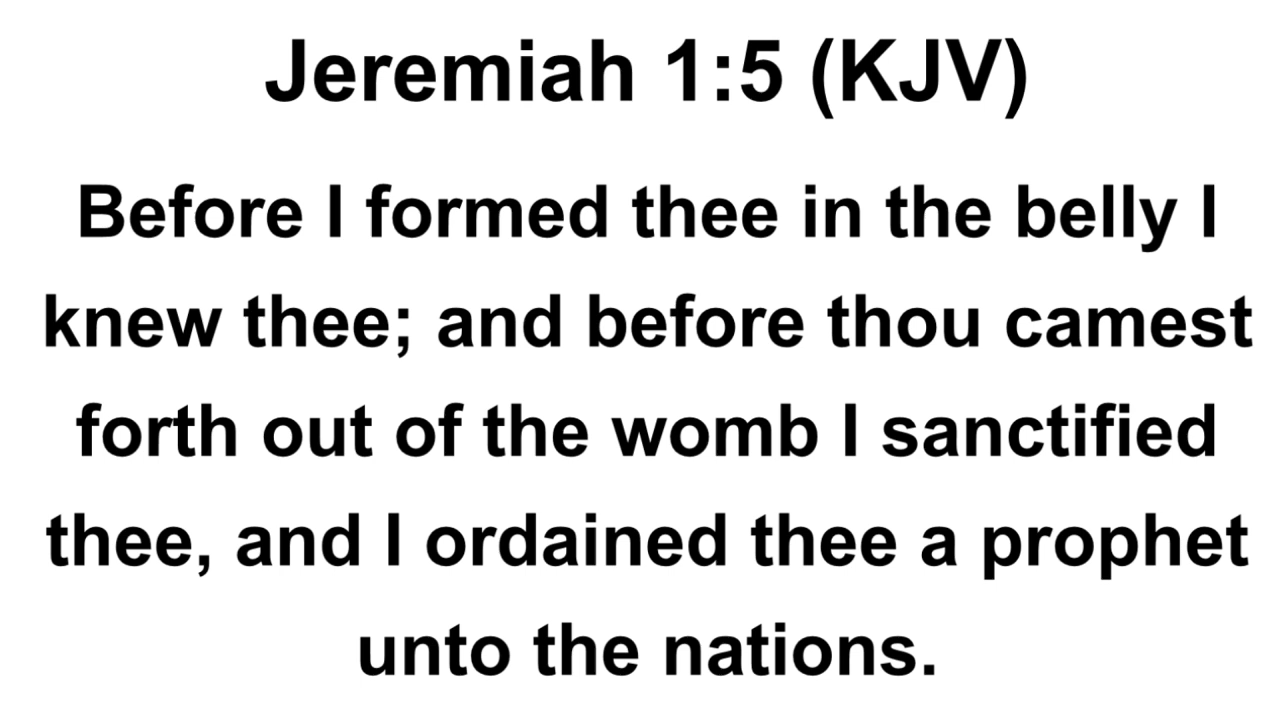 Jeremiah 1:5 (KJV)
Before I formed thee in the belly I
knew thee; and before thou camest
forth out of the womb I sanctified
thee, and I ordained thee a prophet
unto the nations.